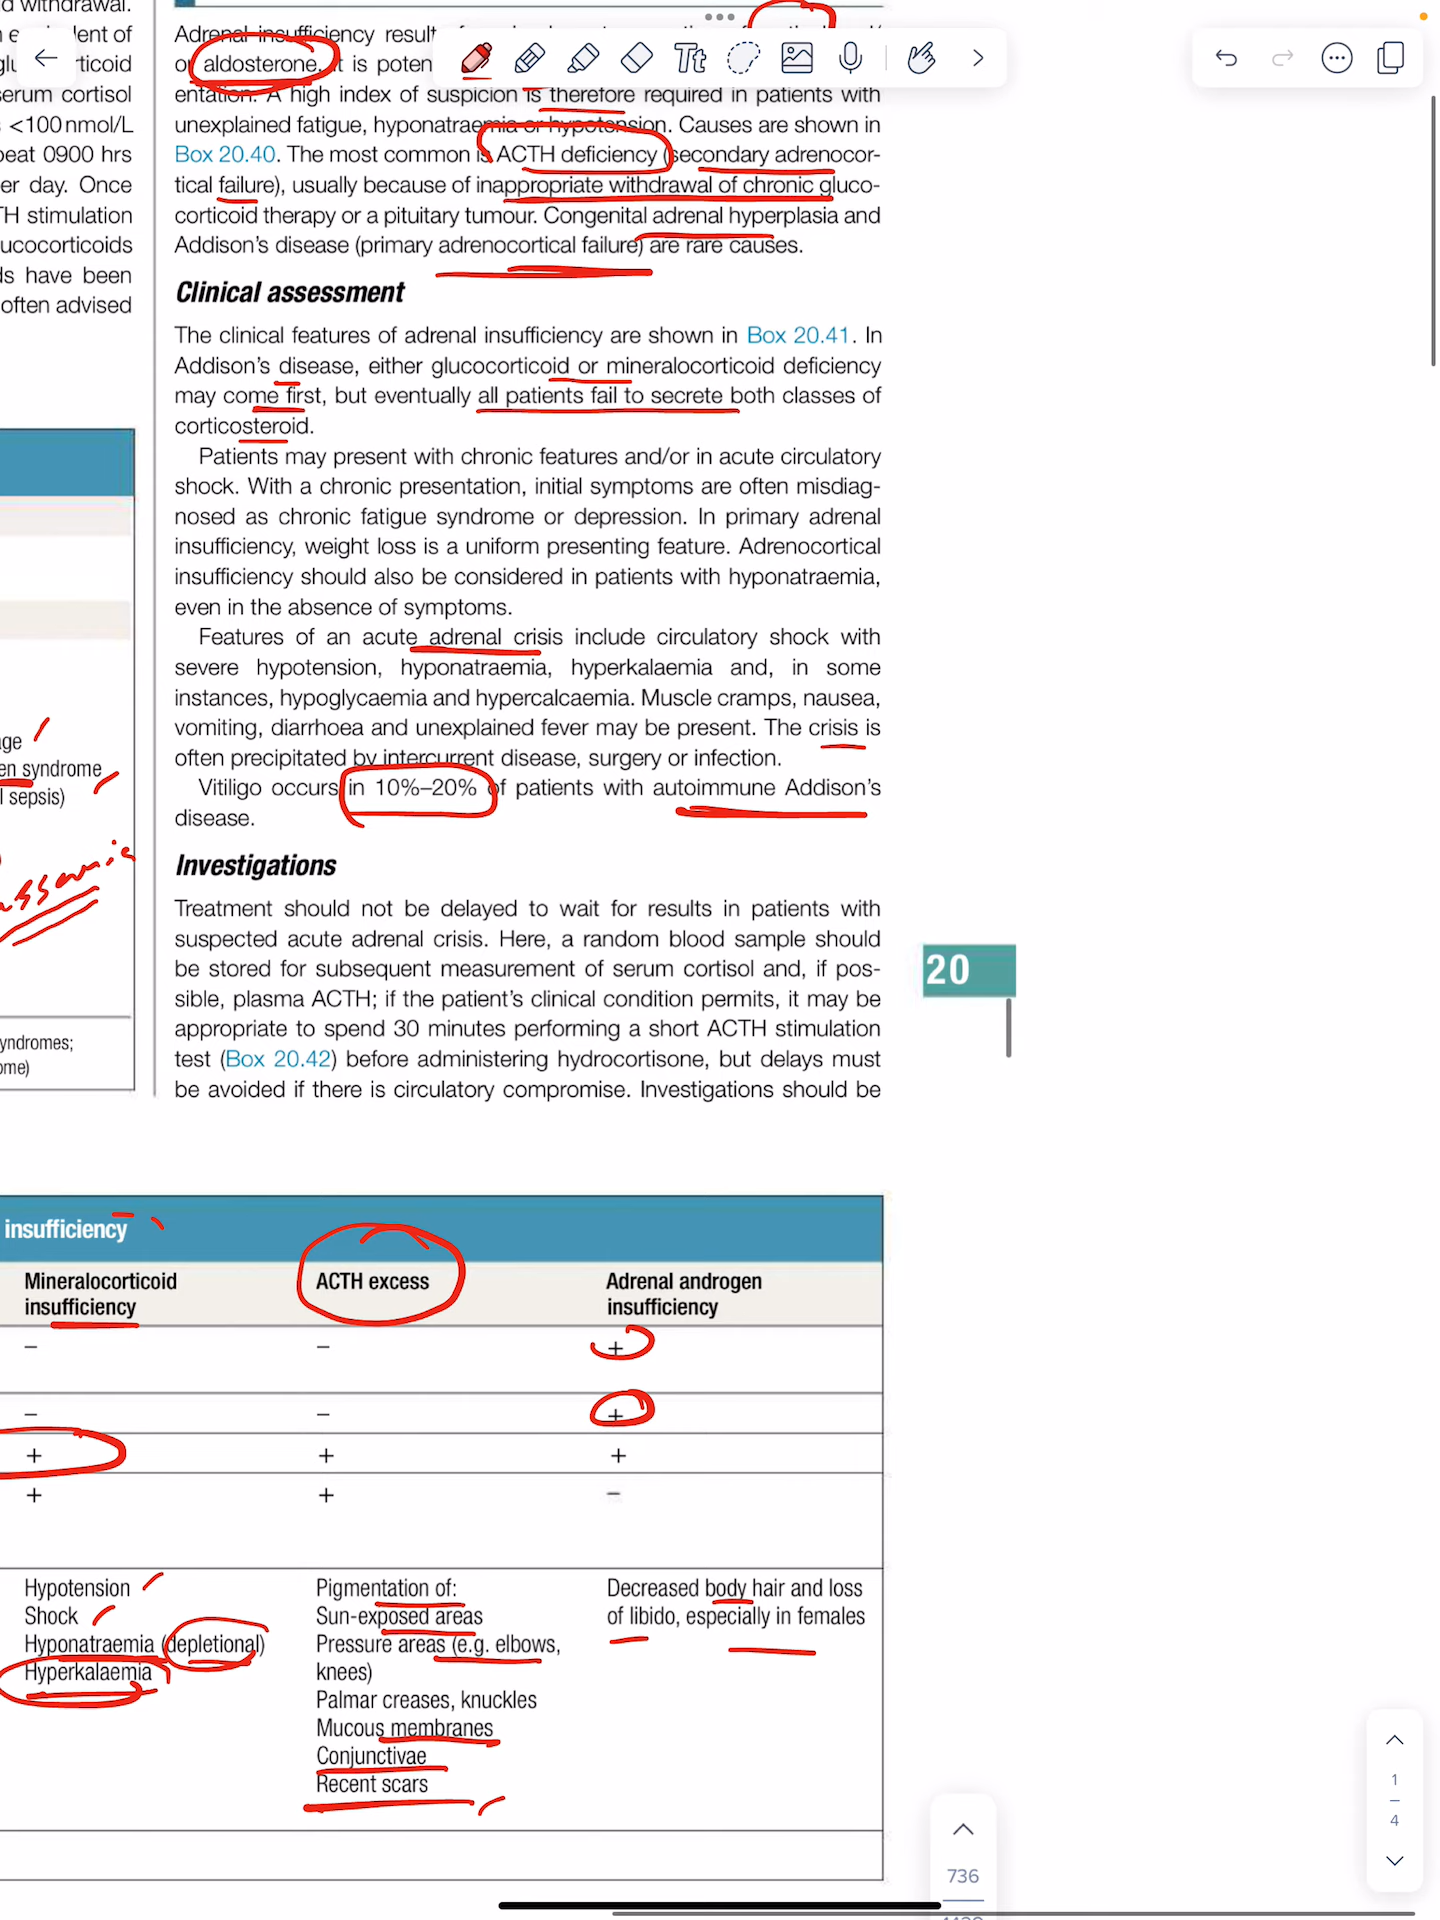 d withdrawal.
lent of
rticoid
serum cortisol
<100 nmol/L
peat 0900 hrs
er day. Once
TH stimulation
ucocorticoids
ds have been
often advised
age
en syndrome
l sepsis)
yndromes;
ome)
Adrenal insufficiency result
or aldosterone. It is poten
Tt
entation. A high index of suspicion is therefore required in patients with
unexplained fatigue, hyponatraemia or hypotension. Causes are shown in
Box 20.40. The most common is ACTH deficiency (secondary adrenocor-
tical failure), usually because of inappropriate withdrawal of chronic gluco-
corticoid therapy or a pituitary tumour. Congenital adrenal hyperplasia and
Addison's disease (primary adrenocortical failure) are rare causes.
Clinical assessment
The clinical features of adrenal insufficiency are shown in Box 20.41. In
Addison's disease, either glucocorticoid or mineralocorticoid deficiency
may come first, but eventually all patients fail to secrete both classes of
corticosteroid.
Patients may present with chronic features and/or in acute circulatory
shock. With a chronic presentation, initial symptoms are often misdiag-
nosed as chronic fatigue syndrome or depression. In primary adrenal
insufficiency, weight loss is a uniform presenting feature. Adrenocortical
insufficiency should also be considered in patients with hyponatraemia,
even in the absence of symptoms.
Features of an acute adrenal crisis include circulatory shock with
severe hypotension, hyponatraemia, hyperkalaemia and, in some
instances, hypoglycaemia and hypercalcaemia. Muscle cramps, nausea,
vomiting, diarrhoea and unexplained fever may be present. The crisis is
often precipitated by intercurrent disease, surgery or infection.
Vitiligo occurs in 10%–20% of patients with autoimmune Addison's
disease.
Investigations
Treatment should not be delayed to wait for results in patients with
suspected acute adrenal crisis. Here, a random blood sample should
be stored for subsequent measurement of serum cortisol and, if pos-
sible, plasma ACTH; if the patient's clinical condition permits, it may be
appropriate to spend 30 minutes performing a short ACTH stimulation
test (Box 20.42) before administering hydrocortisone, but delays must
be avoided if there is circulatory compromise. Investigations should be
20
insufficiency
Mineralocorticoid insufficiency
ACTH excess
Adrenal androgen insufficiency
– – +
– – +
+ + +
+ + –
Hypotension
Shock
Hyponatraemia (depletional)
Hyperkalaemia
Pigmentation of:
Sun-exposed areas
Pressure areas (e.g. elbows,
knees)
Palmar creases, knuckles
Mucous membranes
Conjunctivae
Recent scars
Decreased body hair and loss
of libido, especially in females
1
–
4
736